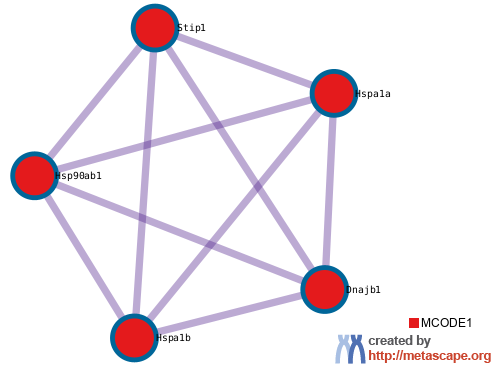 Stip1
Hspa1a
Hsp90ab1
Dnajb1
Hspa1b
MCODE1
created by
http://metascape.org